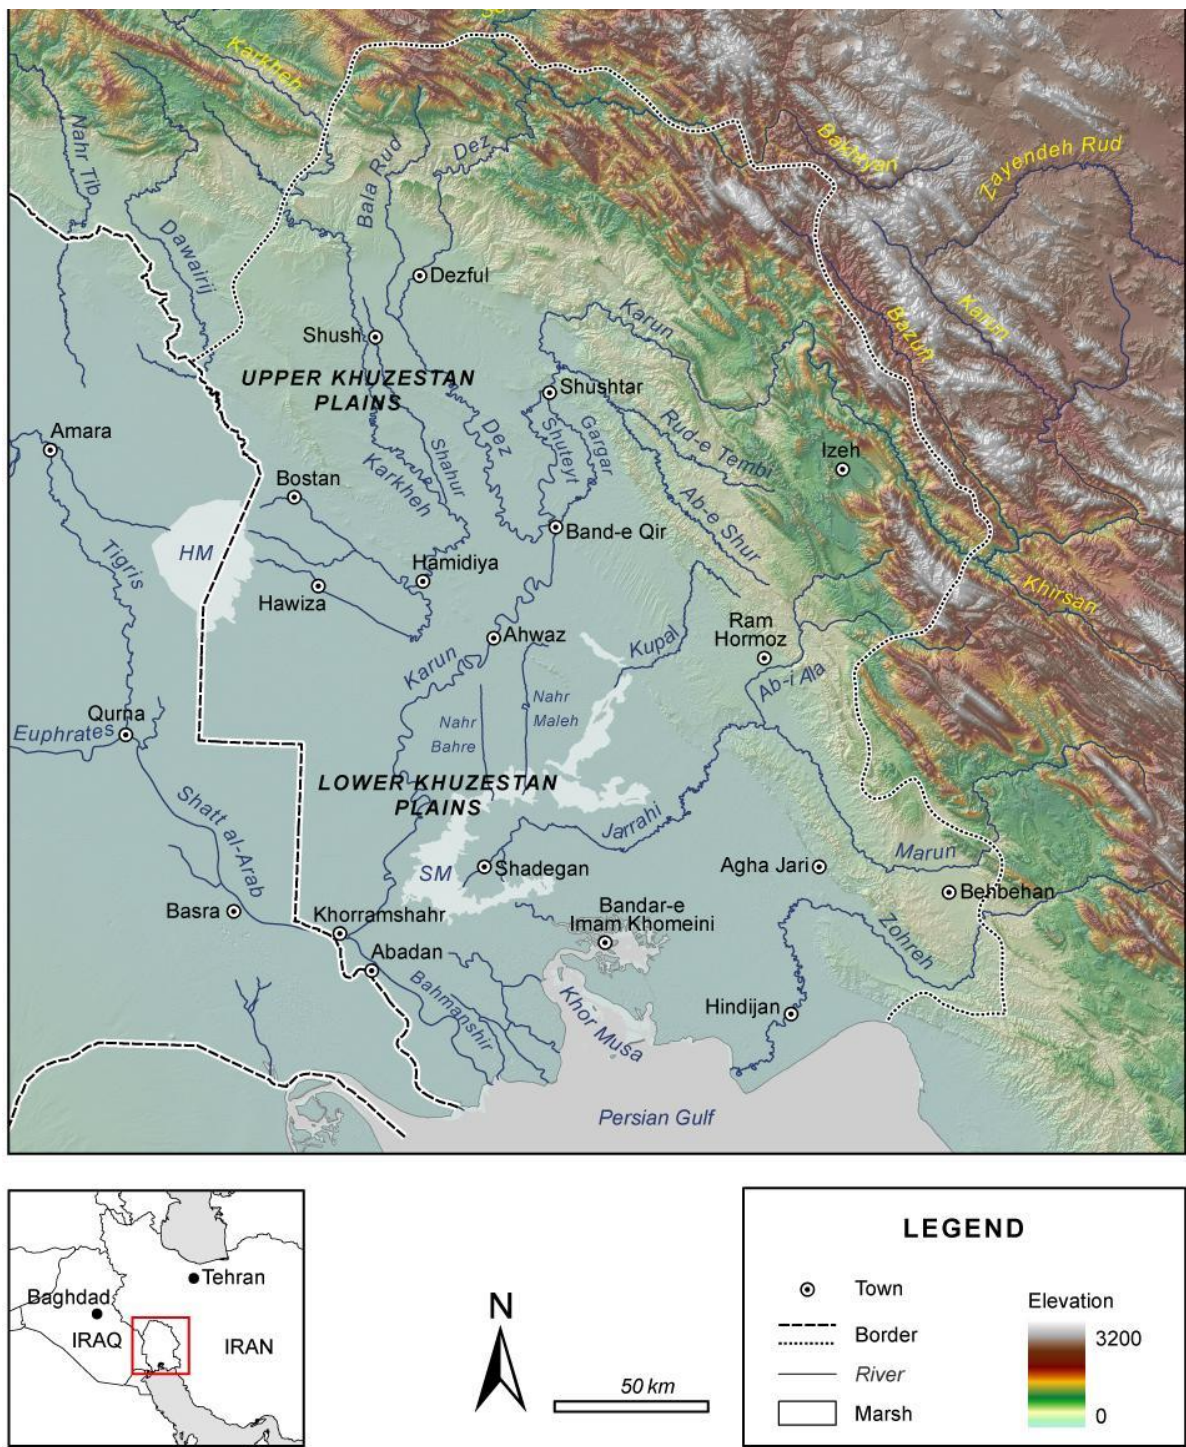 Karkheh
Nahr Tib
Bala Rud
Dez
Bakhtyari
Zayendeh Rud
Dawairij
Dezful
Karun
Bazuft
Karun
Shush
UPPER KHUZESTAN
PLAINS
Shushtar
Amara
Dez
Shuteyt
Gargar
Rud-e Tembi
Izeh
Karkheh
Shahur
Bostan
Ab-e Shur
HM
Tigris
Band-e Qir
Hamidiya
Hawiza
Khirsan
Ahwaz
Ram
Hormoz
Karun
Kupal
Ab-i Ala
Nahr
Maleh
Nahr
Bahre
Qurna
Euphrates
LOWER KHUZESTAN
PLAINS
Shatt al-Arab
Jarrahi
Marun
SM
Shadegan
Agha Jari
Behbehan
Basra
Khorramshahr
Bandar-e
Imam Khomeini
Zohreh
Abadan
Bahmanshir
Khor Musa
Hindijan
Persian Gulf
Tehran
Baghdad
IRAQ
IRAN
N
50 km
LEGEND
Town
Border
River
Marsh
Elevation
3200
0